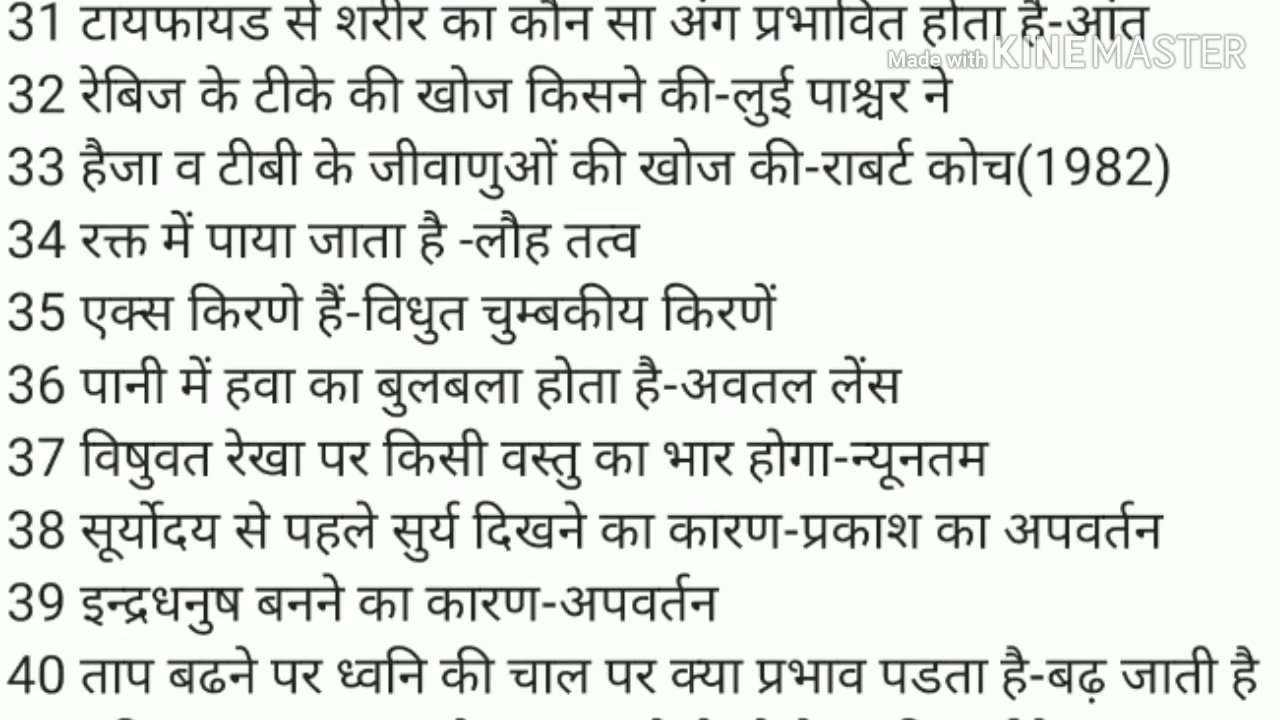 31 टायफायड से शरीर का कौन सा अंग प्रभावित होता है-आंत
Made with KINEMASTER
32 रेबिज के टीके की खोज किसने की-लुई पाश्चर ने
33 हैजा व टीबी के जीवाणुओं की खोज की-राबर्ट कोच(1982)
34 रक्त में पाया जाता है -लौह तत्व
35 एक्स किरणे हैं-विधुत चुम्बकीय किरणें
36 पानी में हवा का बुलबला होता है-अवतल लेंस
37 विषुवत रेखा पर किसी वस्तु का भार होगा-न्यूनतम
38 सूर्योदय से पहले सुर्य दिखने का कारण-प्रकाश का अपवर्तन
39 इन्द्रधनुष बनने का कारण-अपवर्तन
40 ताप बढने पर ध्वनि की चाल पर क्या प्रभाव पडता है-बढ़ जाती है